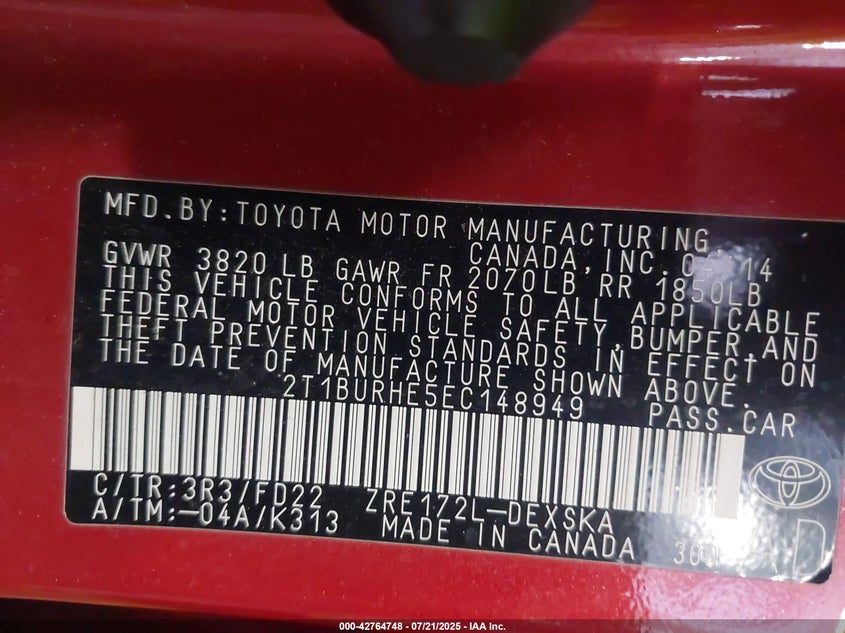 MFD.BY:TOYOTA MOTOR MANUFACTURING
CANADA,INC.
GVWR 3820 LB GAWR FR 2070LB RR 1850LB
THIS VEHICLE CONFORMS TO ALL APPLICABLE
FEDERAL MOTOR VEHICLE SAFETY,BUMPER,AND
THEFT PREVENTION STANDARDS IN EFFECT ON
THE DATE OF MANUFACTURE SHOWN ABOVE.
2T1BURHE5EC148949 PASS.CAR
C/TR:3R3/FD22 ZRE172L-DEXSKA
A/TM:-04A/K313 MADE IN CANADA
000-42764748 - 07/21/2025 - IAA Inc.